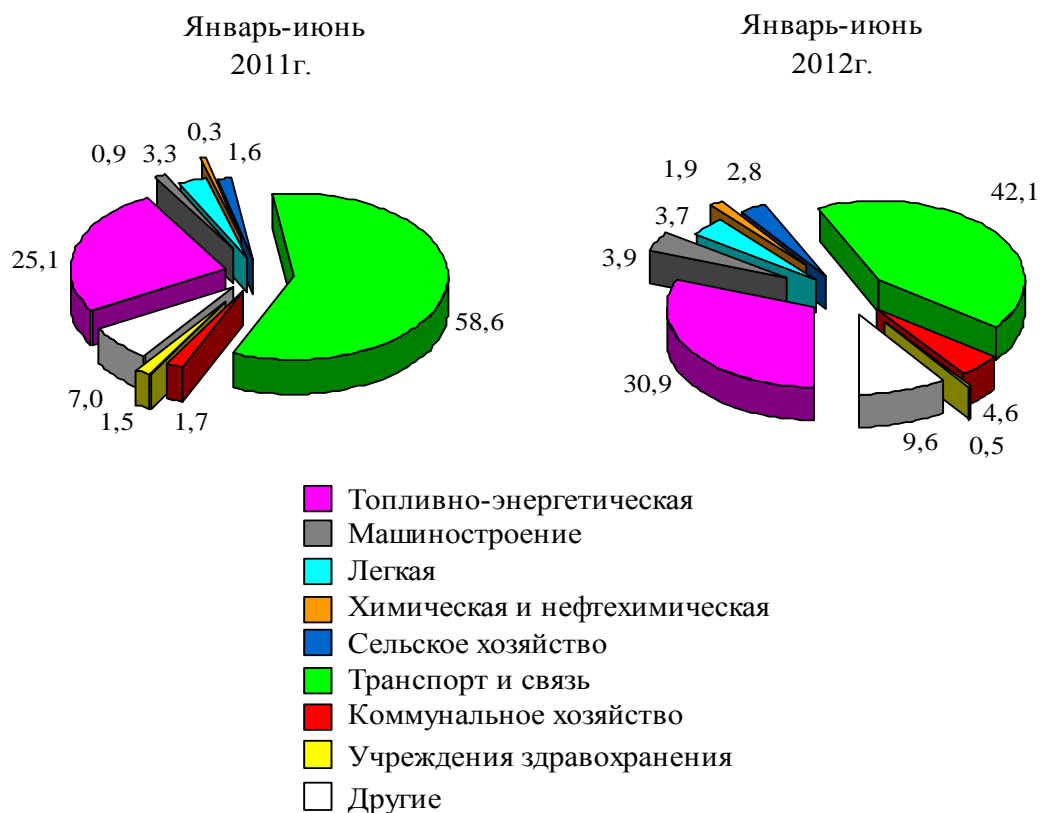 Январь-июнь
2011г.
0,3
0,9
3,3
1,6
25,1
58,6
7,0
1,5
1,7
Январь-июнь
2012г.
1,9
2,8
42,1
3,7
3,9
30,9
4,6
9,6
0,5
Топливно-энергетическая
Машиностроение
Легкая
Химическая и нефтехимическая
Сельское хозяйство
Транспорт и связь
Коммунальное хозяйство
Учреждения здравохранения
Другие